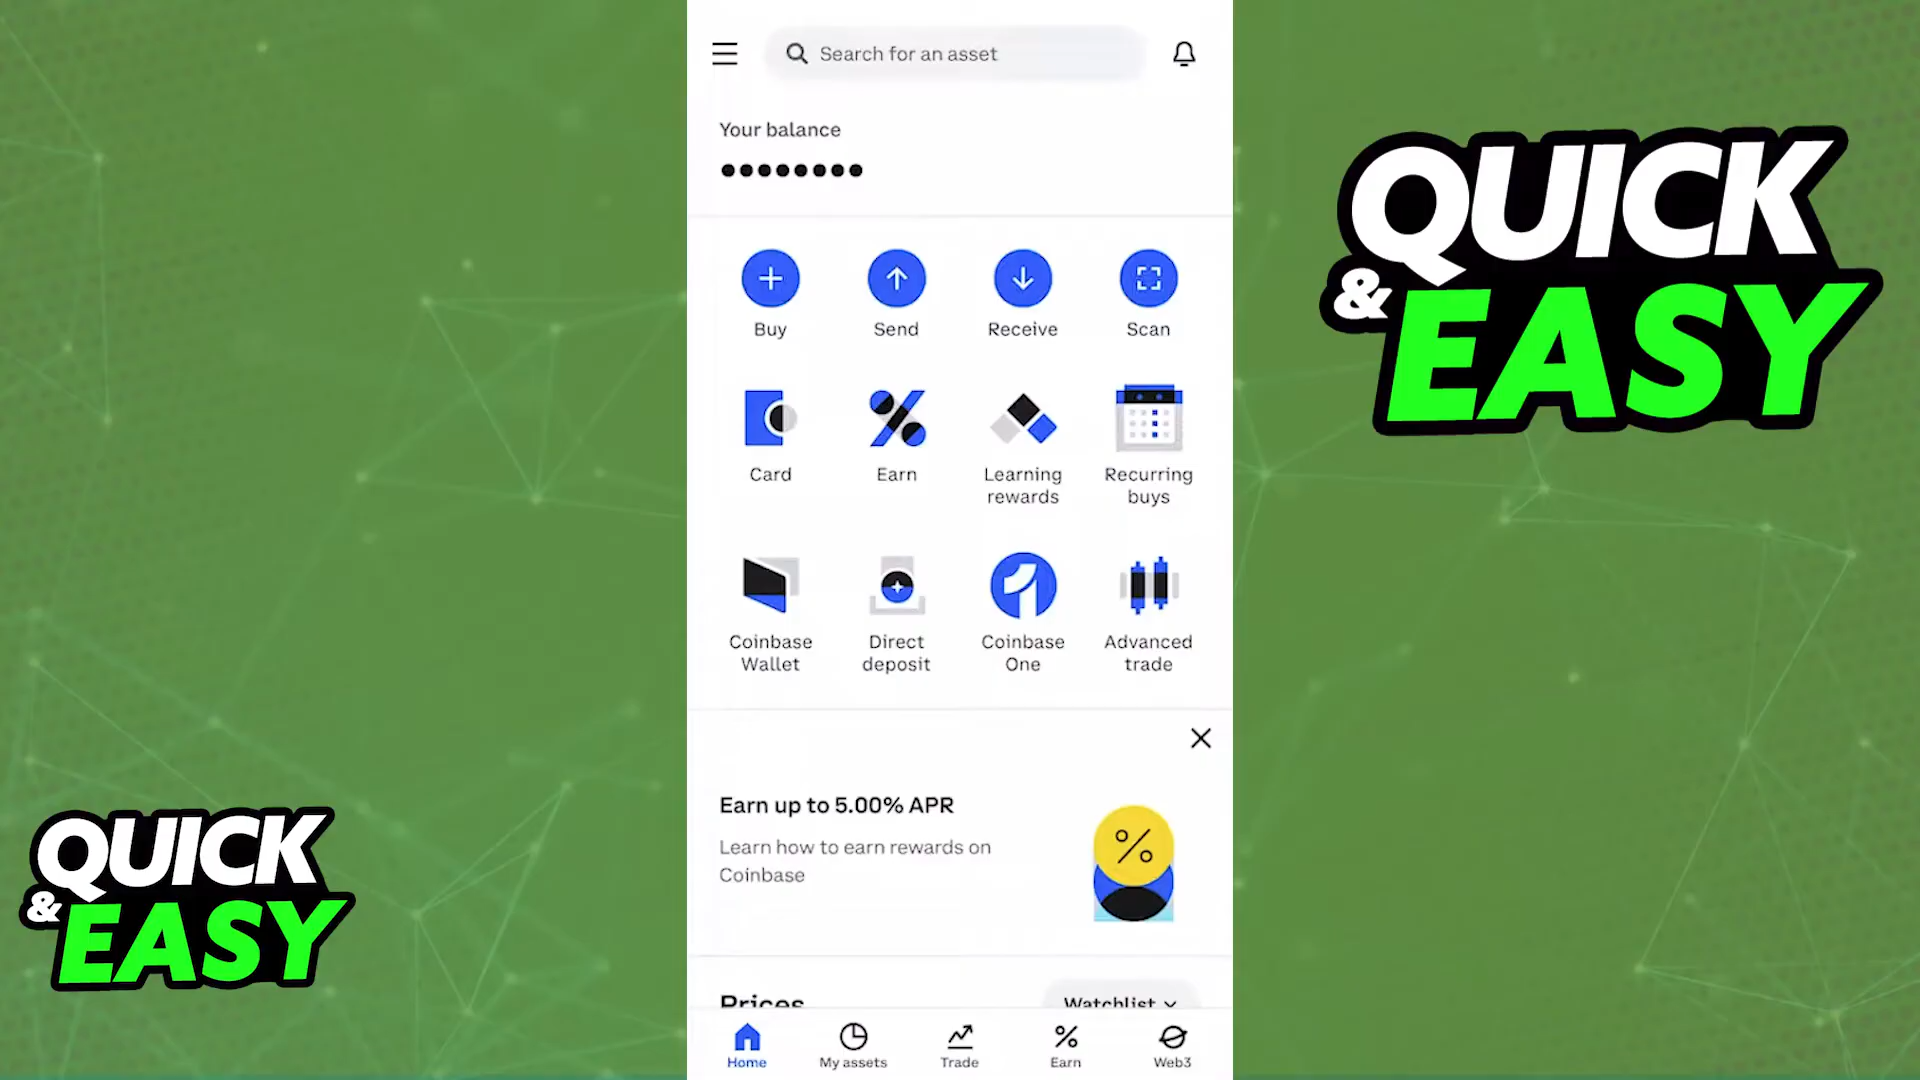 Search for an asset
Your balance
Buy
Send
Receive
Scan
Card
Earn
Learning
rewards
Recurring
buys
Coinbase
Wallet
Direct
deposit
Coinbase
One
Advanced
trade
Earn up to 5.00% APR
Learn how to earn rewards on
Coinbase
Prices
Watchlist
Home
My assets
Trade
Earn
Web3
QUICK
& EASY
QUICK
& EASY